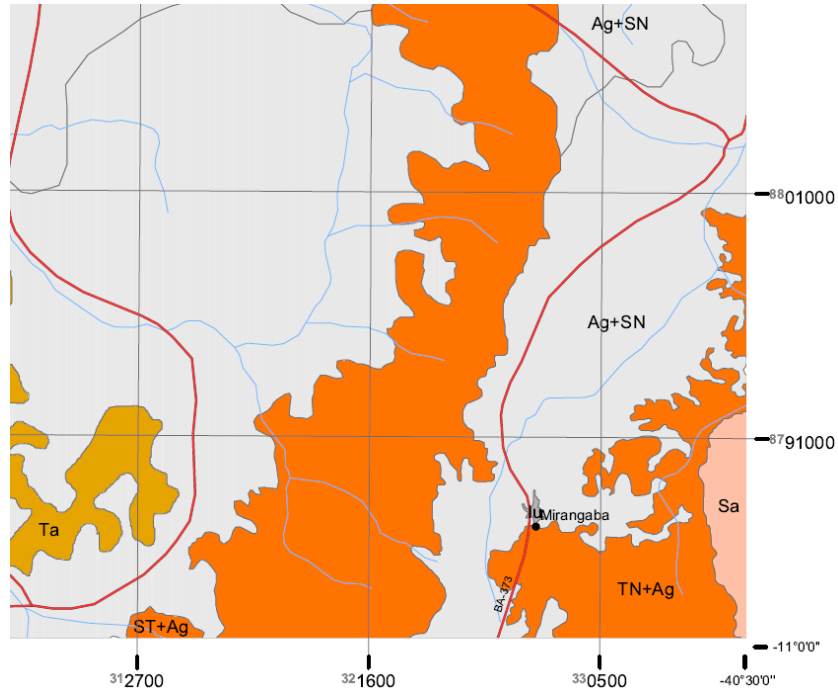 Ag+SN
8801000
Ag+SN
8791000
Sa
Iu
Mirangaba
Ta
BA-373
TN+Ag
ST+Ag
-11°0'0"
312700
321600
330500
-40°30'0"